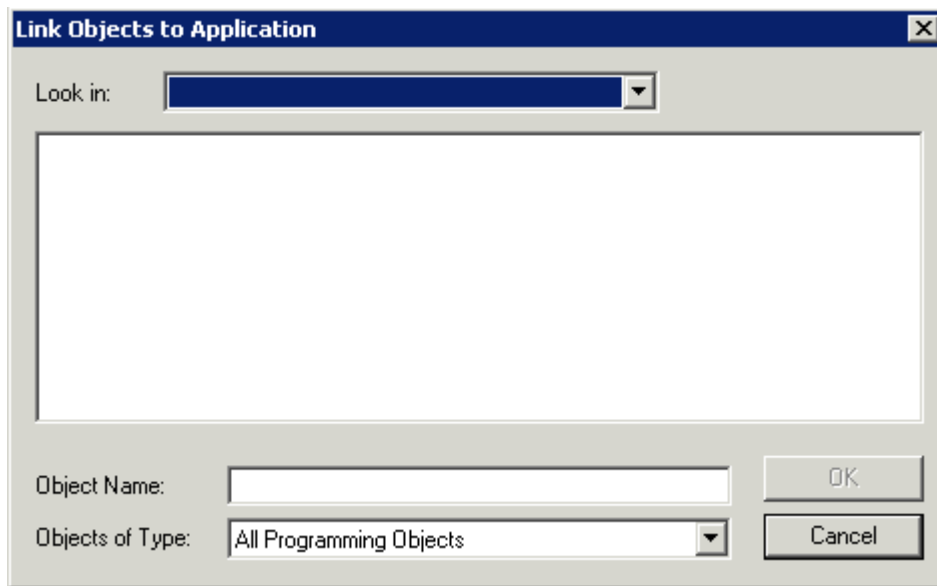 Link Objects to Application
Look in:
Object Name:
OK
Objects of Type: All Programming Objects
Cancel